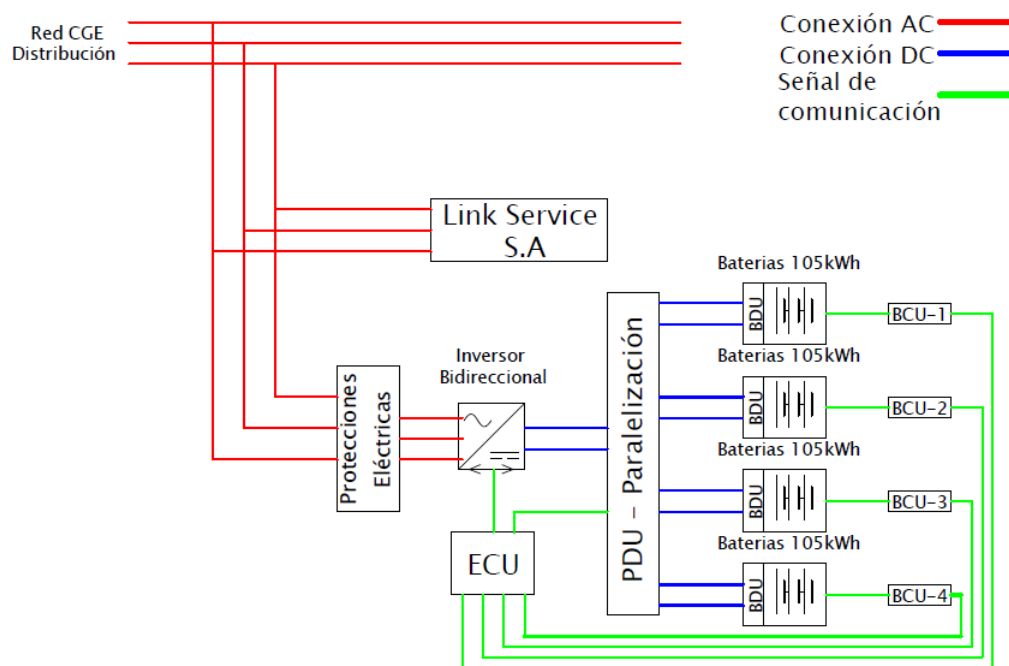 Red CGE
Distribución
Conexión AC
Conexión DC
Señal de
comunicación
Link Service
S.A
Baterias 105kWh
BDU
BCU-1
Inversor
Bidireccional
Protecciones
Eléctricas
PDU - Paralelización
Baterias 105kWh
BDU
BCU-2
Baterias 105kWh
BDU
BCU-3
Baterias 105kWh
BDU
BCU-4
ECU